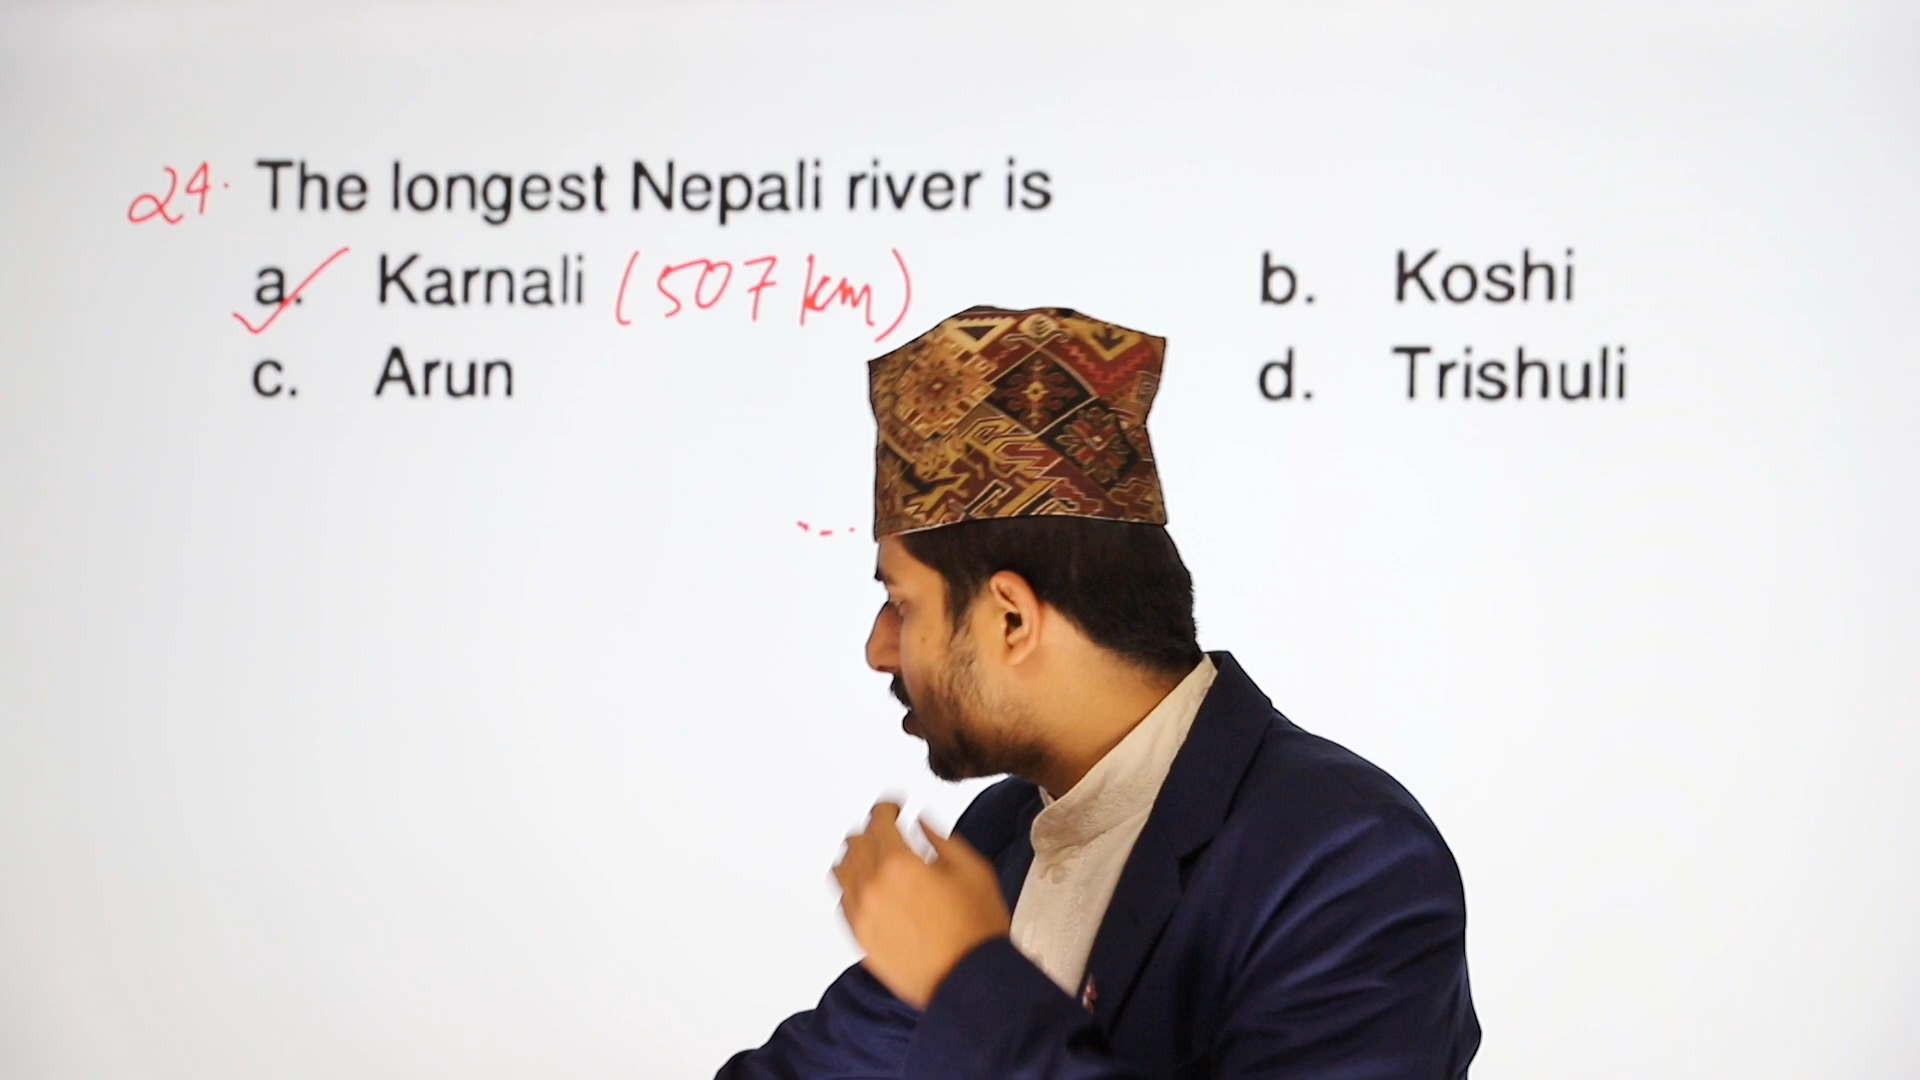 24. The longest Nepali river is
a. Karnali (507 km) b. Koshi
c. Arun d. Trishuli